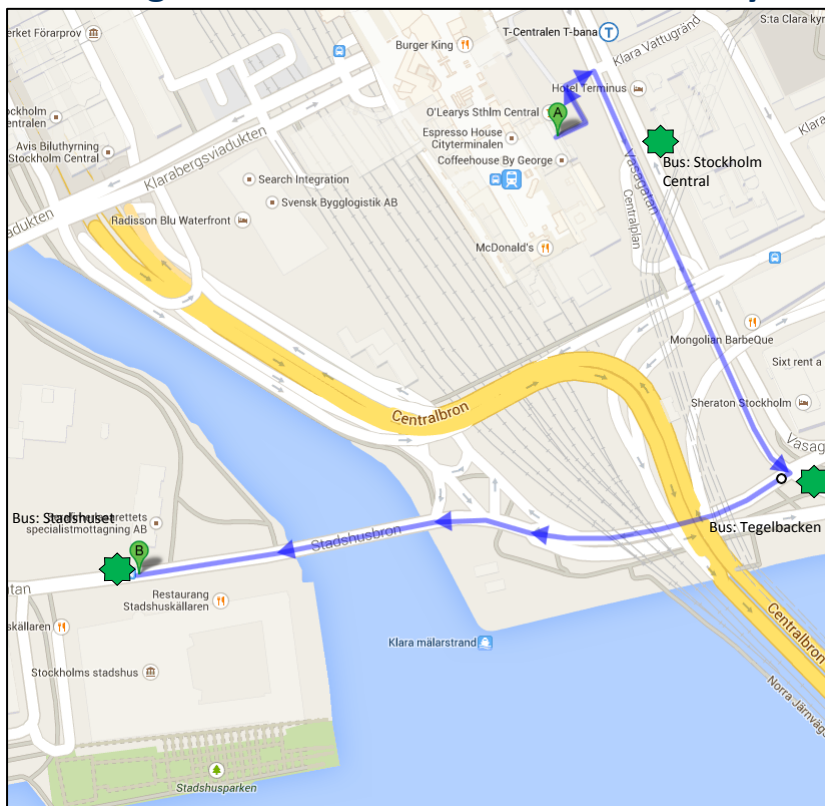 erket Förarprov
Burger King
T-Centralen T-bana
T
S:ta Clara kyr
Klara Vattugränd
Hotel Terminus
ockholm
entralen
O'Learys Sthlm Central
A
Avis Biluthyrning
Stockholm Central
Klarabergsviadukten
Espresso House
Cityterminalen
Coffeehouse By George
Bus: Stockholm
Central
Vasagatan
Centralplan
Klara
Search Integration
Svensk Bygglogistik AB
Radisson Blu Waterfront
adukten
McDonald's
Mongolian BarbeQue
Sixt rent a
Centralbron
Sheraton Stockholm
Vasag
Bus: Stadshuset
specialistmottagning AB
Stadshusbron
Bus: Tegelbacken
B
tan
Restaurang
Stadshuskällaren
skällaren
Klara mälarstrand
Centralbron
Stockholms stadshus
Norra Järnväg
Stadshusparken